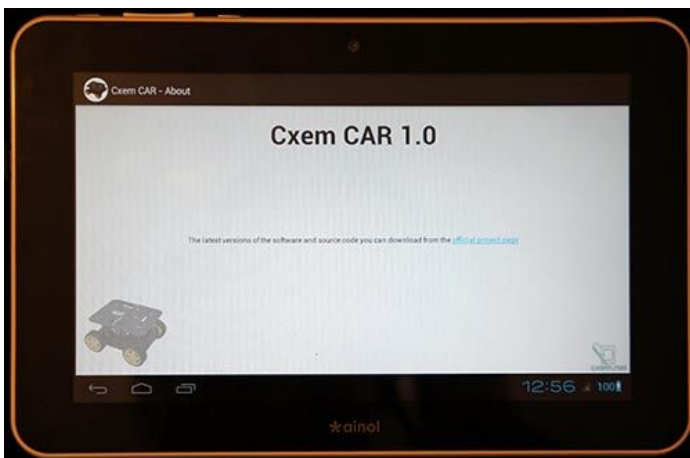 Cxem CAR - About
Cxem CAR 1.0
The latest versions of the software and source code you can download from the official project page
12:56
100
ainol